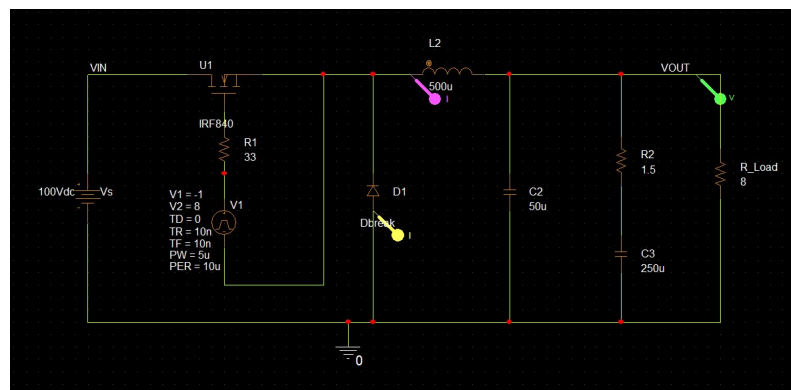 L2
VIN
U1
VOUT
500u
I
V
IRF840
R1
33
R2
1.5
R_Load
8
100Vdc
Vs
V1 = -1
V2 = 8
TD = 0
TR = 10n
TF = 10n
PW = 5u
PER = 10u
V1
D1
Dbreak
I
C2
50u
C3
250u
0